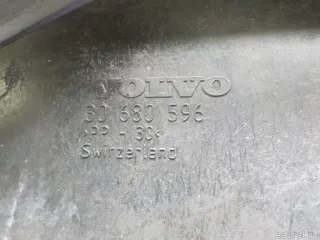 VOLVO
30 680 596
>PP - 30<
Switzerland